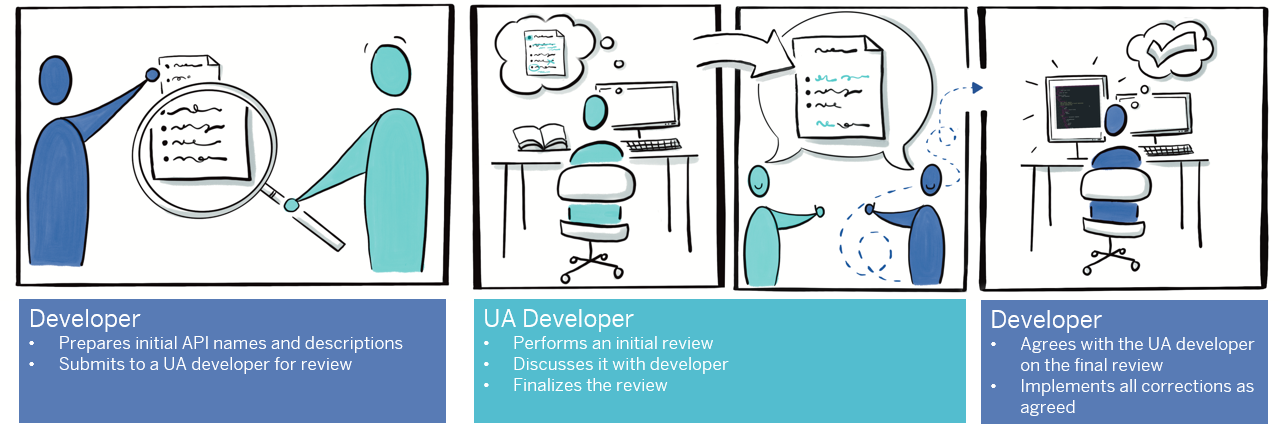 Developer
• Prepares initial API names and descriptions
• Submits to a UA developer for review
UA Developer
• Performs an initial review
• Discusses it with developer
• Finalizes the review
Developer
• Agrees with the UA developer
on the final review
• Implements all corrections as
agreed